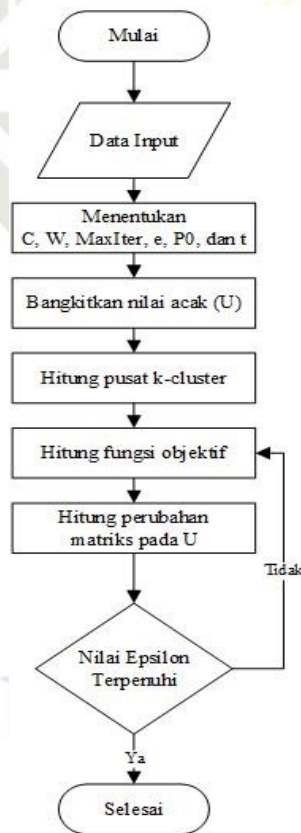 Mulai
Data Input
Menentukan
C, W, MaxIter, e, P0, dan t
Bangkitkan nilai acak (U)
Hitung pusat k-cluster
Hitung fungsi objektif
Hitung perubahan
matriks pada U
Tidak
Nilai Epsilon
Terpenuhi
Ya
Selesai